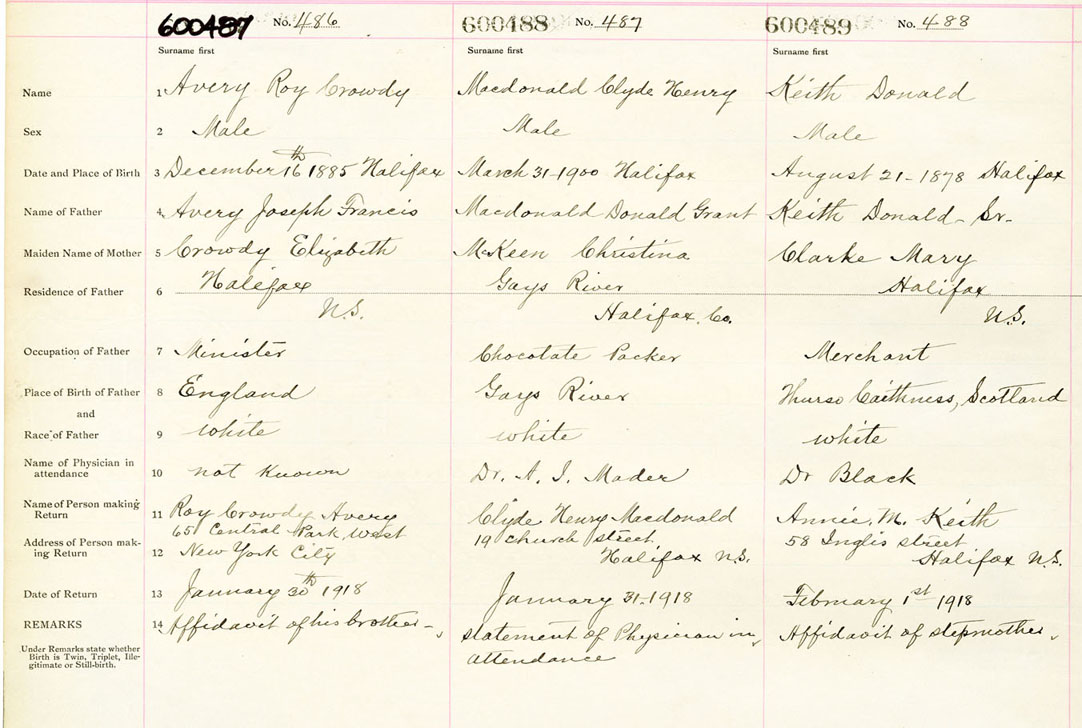 600487 No. 486 600488 No. 487 600489 No. 488
Surname first Surname first Surname first
Name 1 Avery Roy Crowdy Macdonald Clyde Henry Keith Donald
Sex 2 Male Male Male
Date and Place of Birth 3 December 16th 1885 Halifax March 31-1900 Halifax August 21-1878 Halifax
Name of Father 4 Avery Joseph Francis Macdonald Donald Grant Keith Donald Sr-
Maiden Name of Mother 5 Crowdy Elizabeth McKeen Christina Clarke Mary
Residence of Father 6 Halifax Gays River Halifax
N.S. Halifax Co. N.S.
Occupation of Father 7 Minister Chocolate Packer Merchant
Place of Birth of Father 8 England Gays River Thurso Caithness, Scotland
and
Race of Father 9 white white white
Name of Physician in
attendance 10 not known Dr. A. I. Mader Dr Black
Name of Person making
Return 11 Roy Crowdy Avery Clyde Henry Macdonald Annie. M. Keith
651 Central Park West 19 church street 58 Inglis street
Address of Person mak-
ing Return 12 New York City Halifax N.S. Halifax N.S.
Date of Return 13 January 30th 1918 January 31-1918 February 1st 1918
REMARKS 14 Affidavit of his brother-, statement of Physician in, Affidavit of stepmother,
attendance
Under Remarks state whether
Birth is Twin, Triplet, Ille-
gitimate or Still-birth.